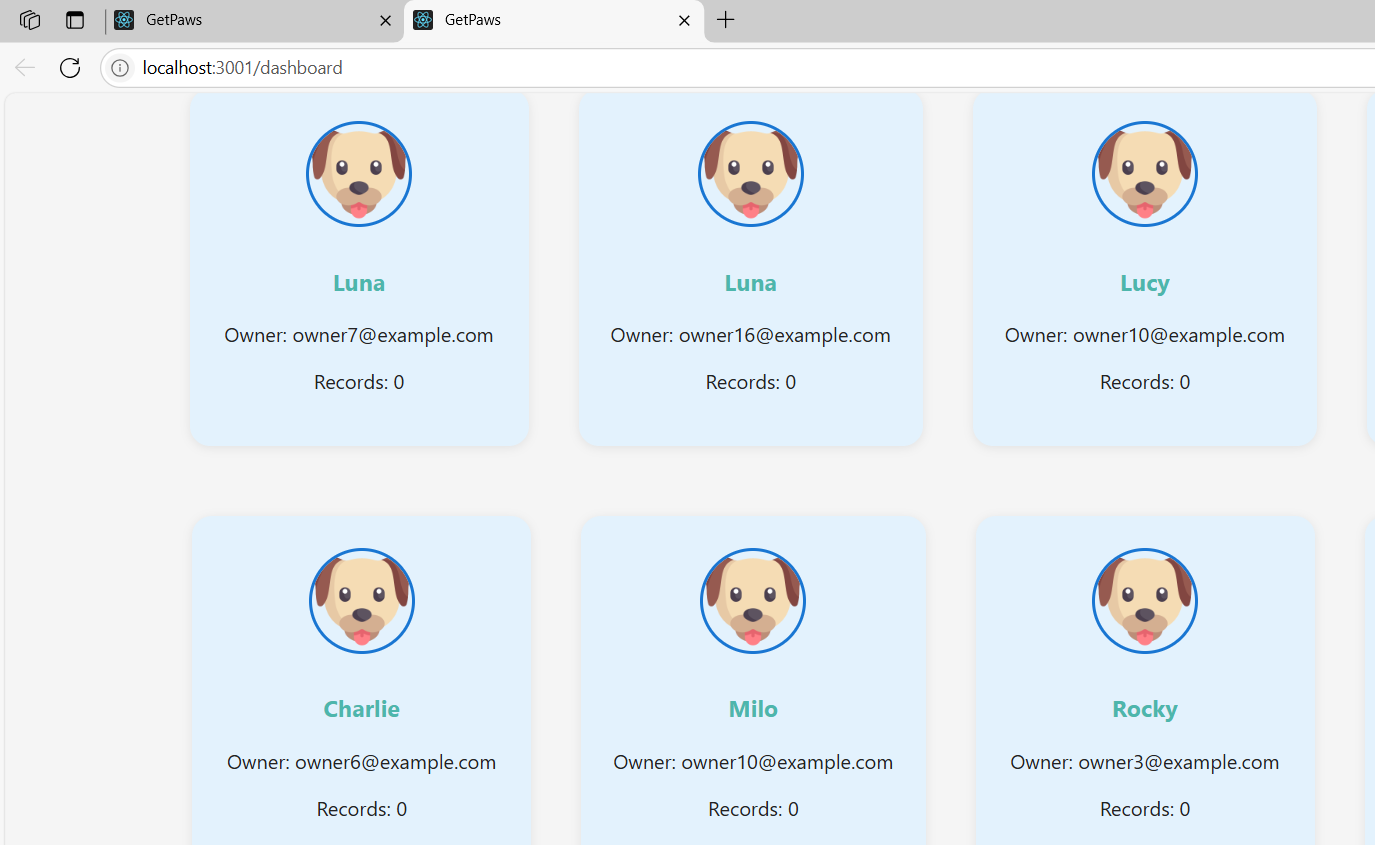 GetPaws
GetPaws
localhost:3001/dashboard
Luna
Owner: owner7@example.com
Records: 0
Luna
Owner: owner16@example.com
Records: 0
Lucy
Owner: owner10@example.com
Records: 0
Charlie
Owner: owner6@example.com
Records: 0
Milo
Owner: owner10@example.com
Records: 0
Rocky
Owner: owner3@example.com
Records: 0